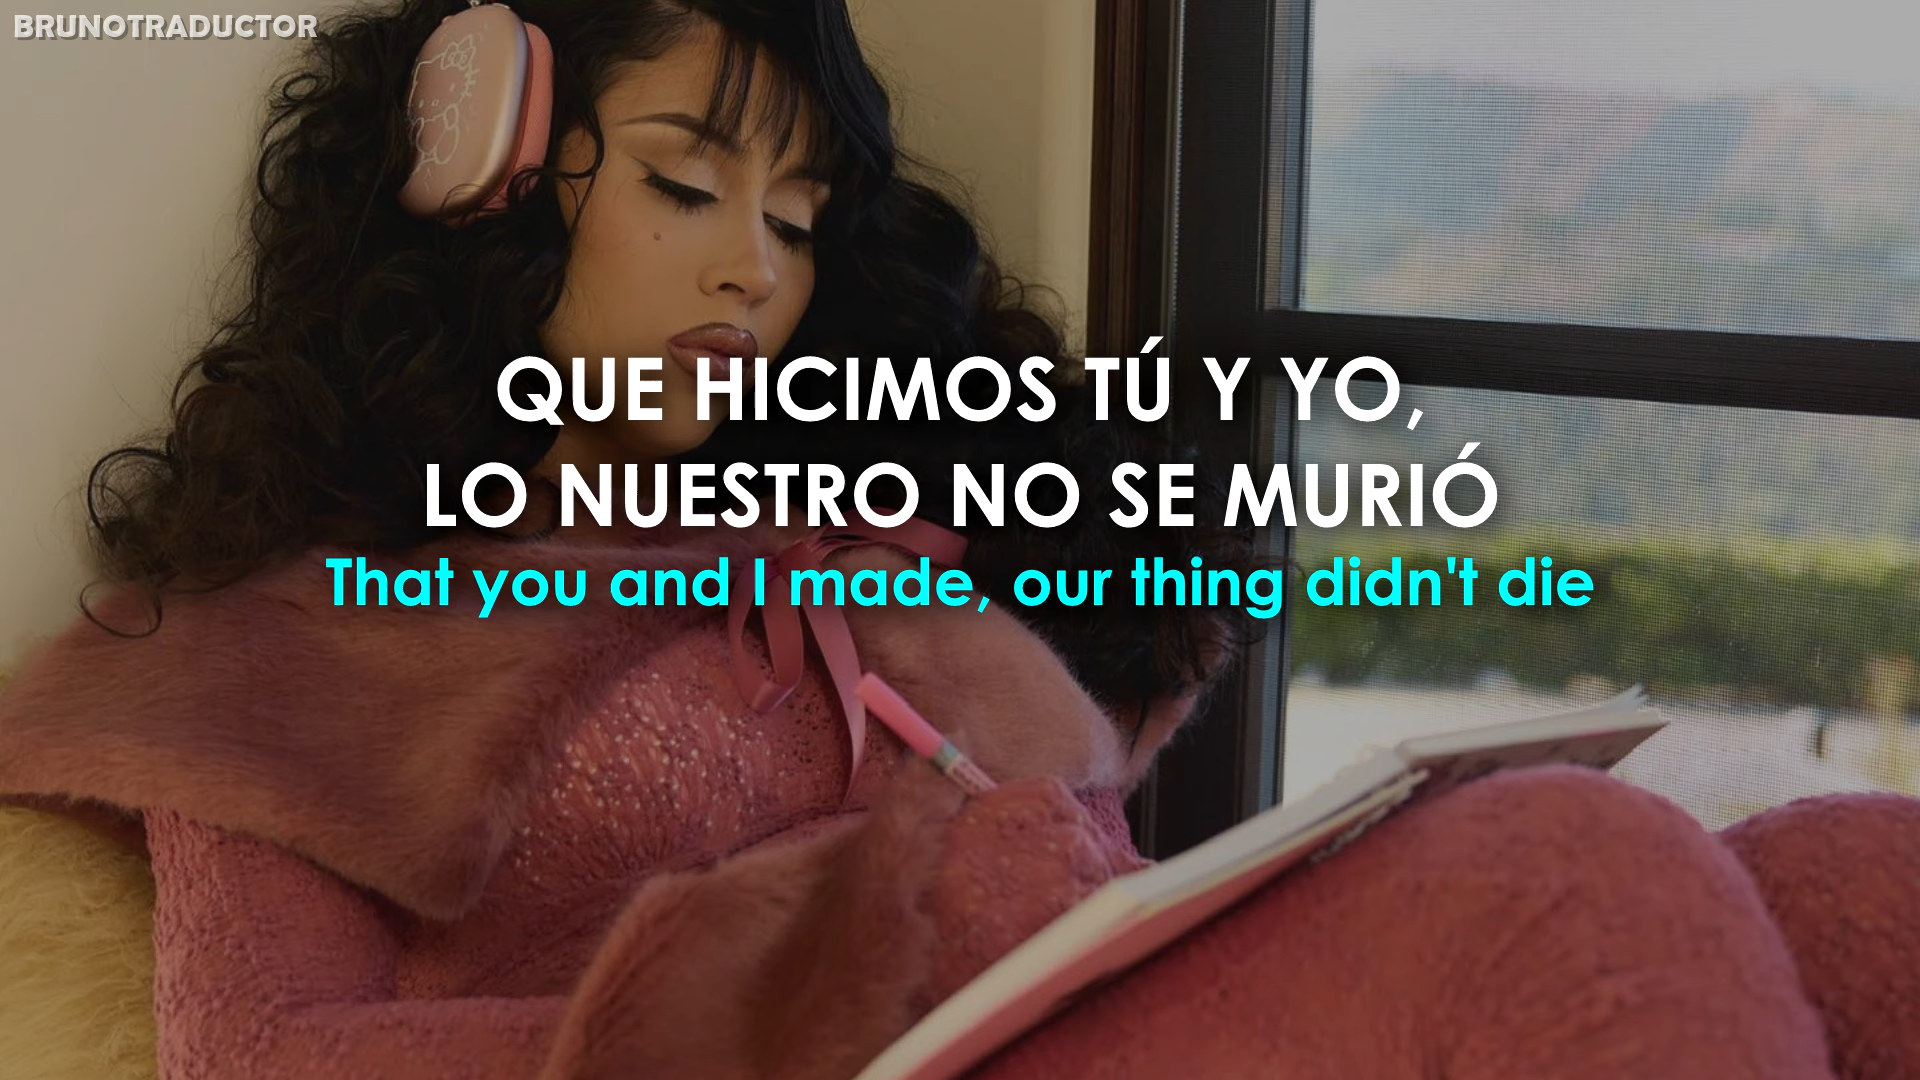 BRUNOTRADUCTOR
QUE HICIMOS TÚ Y YO,
LO NUESTRO NO SE MURIÓ
That you and I made, our thing didn't die